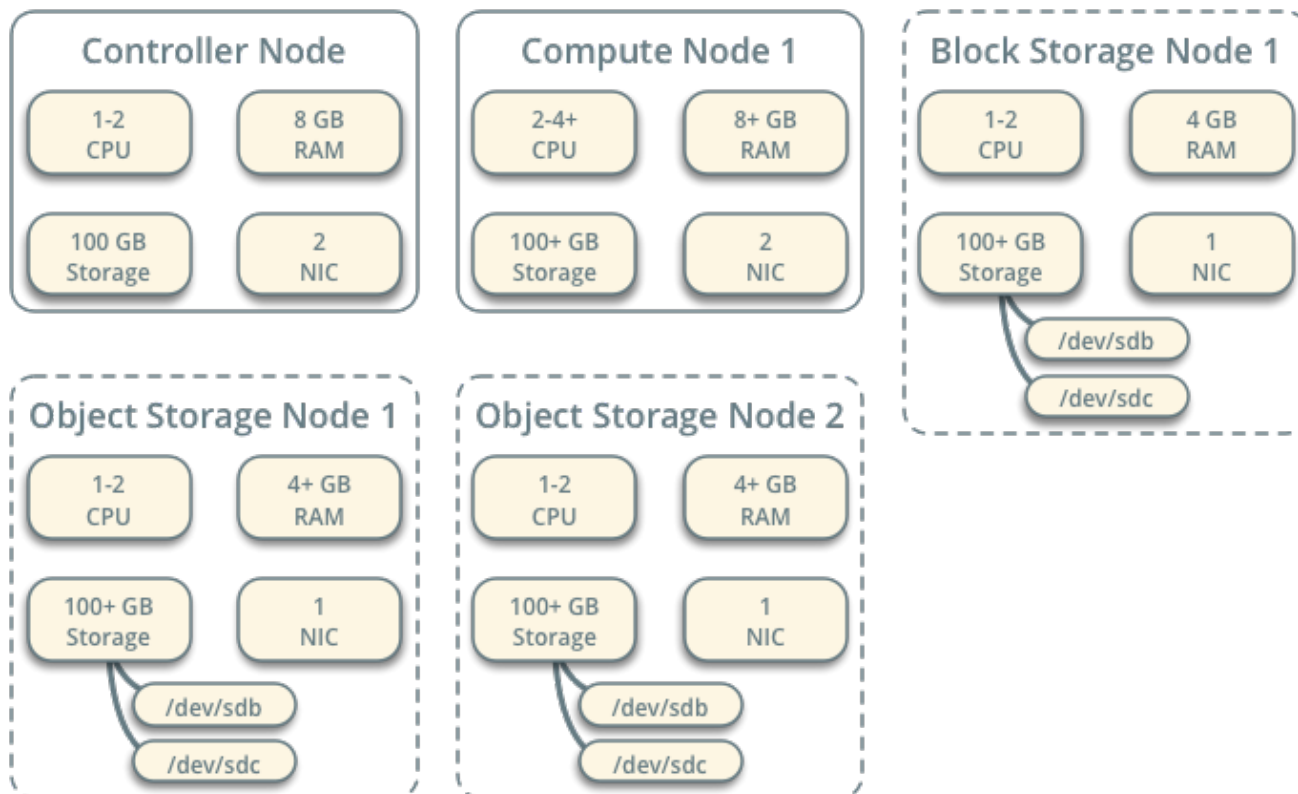 Controller Node
1-2
CPU
8 GB
RAM
100 GB
Storage
2
NIC
Compute Node 1
2-4+
CPU
8+ GB
RAM
100+ GB
Storage
2
NIC
Block Storage Node 1
1-2
CPU
4 GB
RAM
100+ GB
Storage
1
NIC
/dev/sdb
/dev/sdc
Object Storage Node 1
1-2
CPU
4+ GB
RAM
100+ GB
Storage
1
NIC
/dev/sdb
/dev/sdc
Object Storage Node 2
1-2
CPU
4+ GB
RAM
100+ GB
Storage
1
NIC
/dev/sdb
/dev/sdc